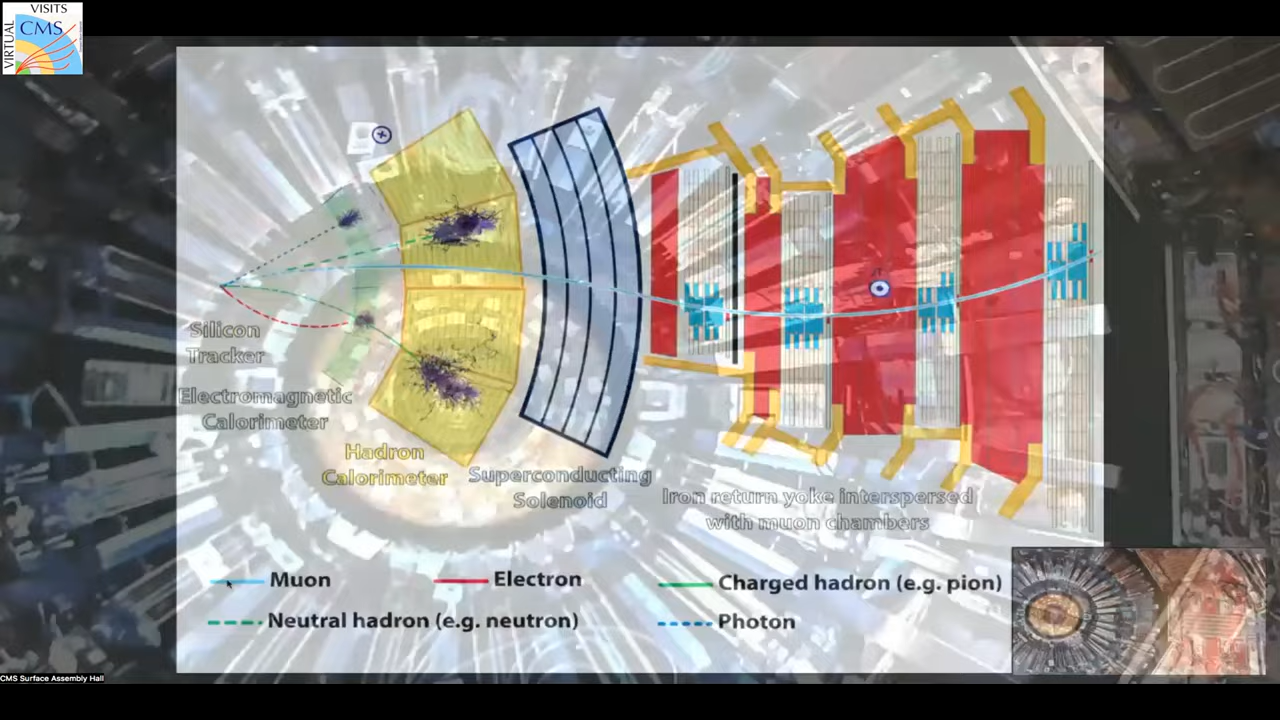 VISITS
VIRTUAL
CMS
Silicon
Tracker
Electromagnetic
Calorimeter
Hadron
Calorimeter
Superconducting
Solenoid
Iron return yoke interspersed
with muon chambers
Muon
Electron
Charged hadron (e.g. pion)
Neutral hadron (e.g. neutron)
Photon
CMS Surface Assembly Hall